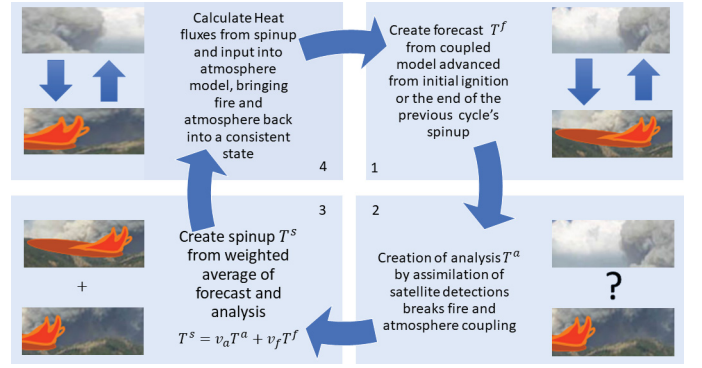 Calculate Heat
fluxes from spinup
and input into
atmosphere
model, bringing
fire and
atmosphere back
into a consistent
state
4
Create forecast T^f
from coupled
model advanced
from initial ignition
or the end of the
previous cycle's
spinup
1
3
Create spinup T^s
from weighted
average of
forecast and
analysis
T^s = v_a T^a + v_f T^f
+
2
Creation of analysis T^a
by assimilation of
satellite detections
breaks fire and
atmosphere coupling
?